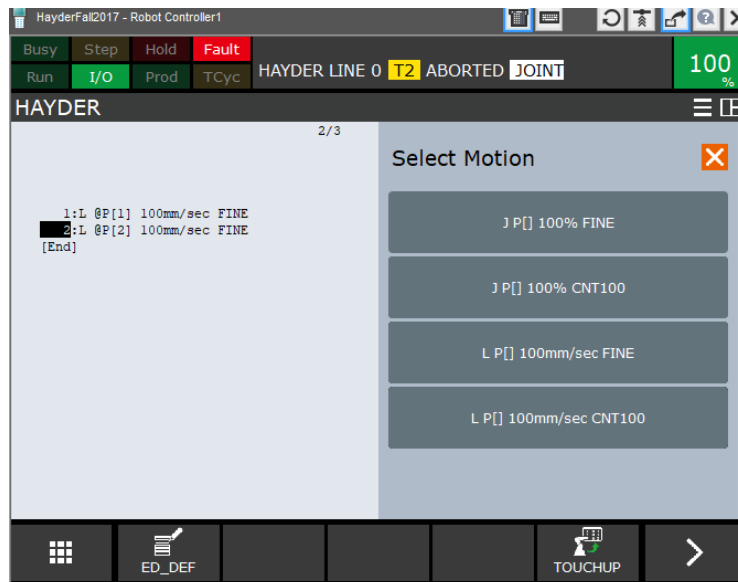 HayderFall2017 - Robot Controller1
Busy Step Hold Fault
Run I/O Prod TCyc
HAYDER LINE 0 T2 ABORTED JOINT
100
%
HAYDER
2/3
1:L @P[1] 100mm/sec FINE
2:L @P[2] 100mm/sec FINE
[End]
Select Motion
J P[] 100% FINE
J P[] 100% CNT100
L P[] 100mm/sec FINE
L P[] 100mm/sec CNT100
ED_DEF
TOUCHUP